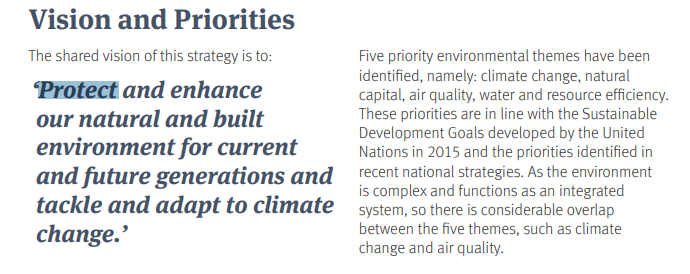 Vision and Priorities
The shared vision of this strategy is to:
‘Protect and enhance
our natural and built
environment for current
and future generations and
tackle and adapt to climate
change.’
Five priority environmental themes have been
identified, namely: climate change, natural
capital, air quality, water and resource efficiency.
These priorities are in line with the Sustainable
Development Goals developed by the United
Nations in 2015 and the priorities identified in
recent national strategies. As the environment
is complex and functions as an integrated
system, so there is considerable overlap
between the five themes, such as climate
change and air quality.